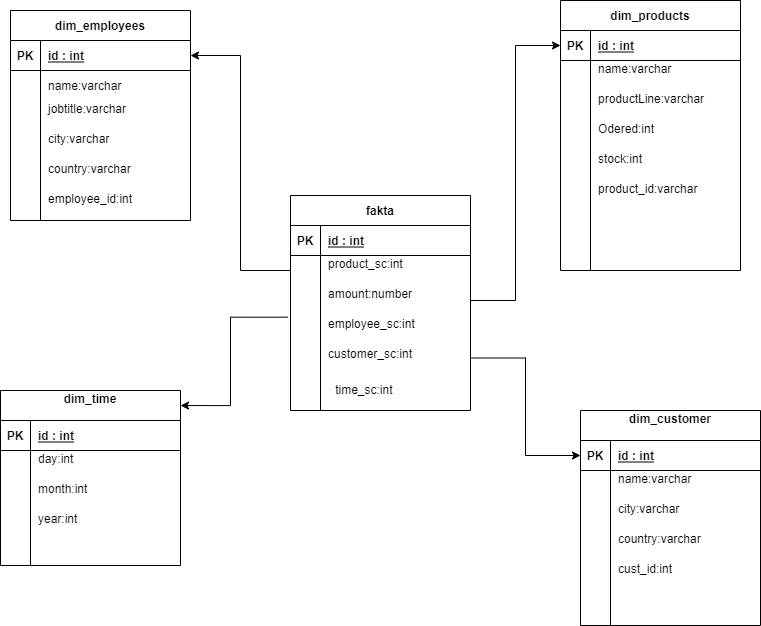 dim_employees
PK id : int
name:varchar
jobtitle:varchar
city:varchar
country:varchar
employee_id:int
dim_products
PK id : int
name:varchar
productLine:varchar
Odered:int
stock:int
product_id:varchar
fakta
PK id : int
product_sc:int
amount:number
employee_sc:int
customer_sc:int
time_sc:int
dim_time
PK id : int
day:int
month:int
year:int
dim_customer
PK id : int
name:varchar
city:varchar
country:varchar
cust_id:int